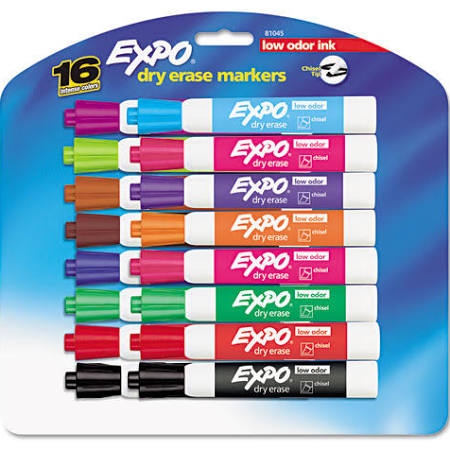 81045
EXPO
low odor ink
dry erase markers
16
intense colors
Chisel
Tip
EXPO
dry erase
low odor
chisel
EXPO
dry erase
low odor
chisel
EXPO
dry erase
low odor
chisel
EXPO
dry erase
low odor
chisel
EXPO
dry erase
low odor
chisel
EXPO
dry erase
low odor
chisel
EXPO
dry erase
low odor
chisel
EXPO
dry erase
low odor
chisel